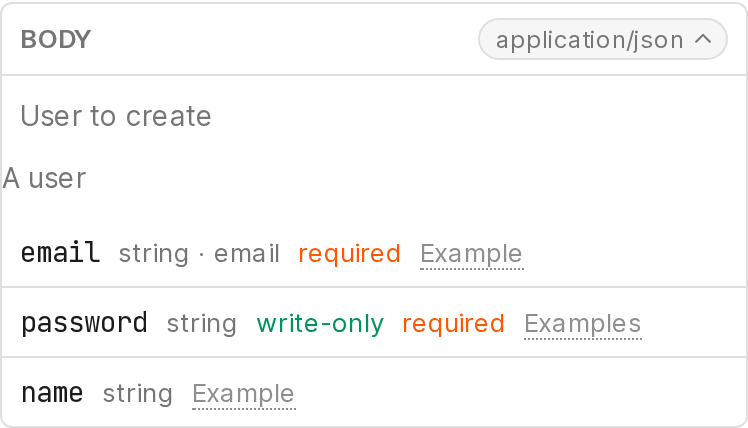 BODY application/json
User to create
A user
email string · email required Example
password string write-only required Examples
name string Example